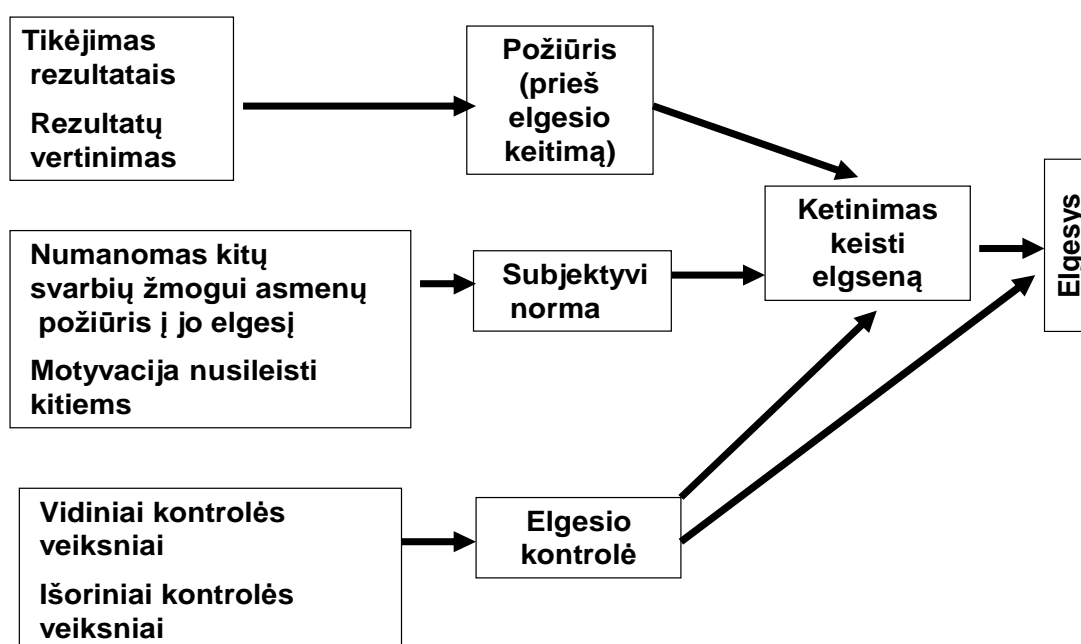 Tikėjimas
rezultatais
Rezultatų
vertinimas
Požiūris
(prieš
elgesio
keitimą)
Numanomas kitų
svarbių žmogui asmenų
požiūris į jo elgesį
Motyvacija nusileisti
kitiems
Subjektyvi
norma
Ketinimas
keisti
elgseną
Elgesys
Vidiniai kontrolės
veiksniai
Išoriniai kontrolės
veiksniai
Elgesio
kontrolė